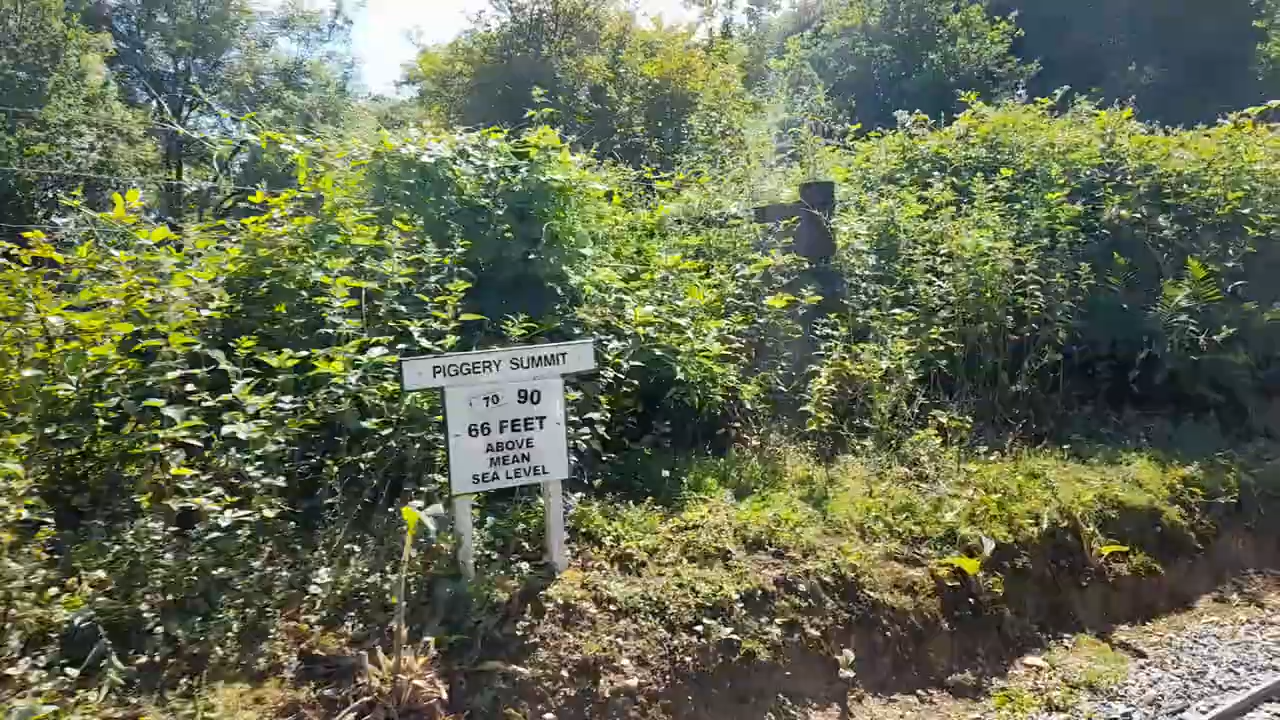 PIGGERY SUMMIT
70 90
66 FEET
ABOVE
MEAN
SEA LEVEL